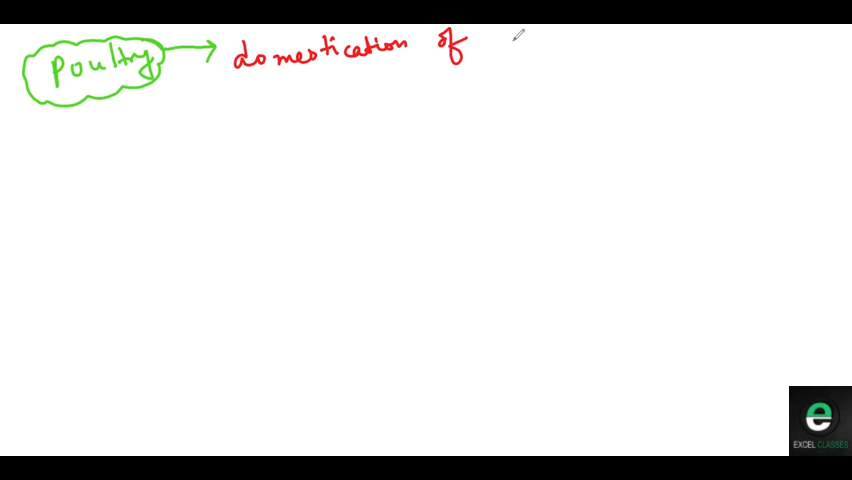 Poultry → domestication of
e
EXCEL CLASSES